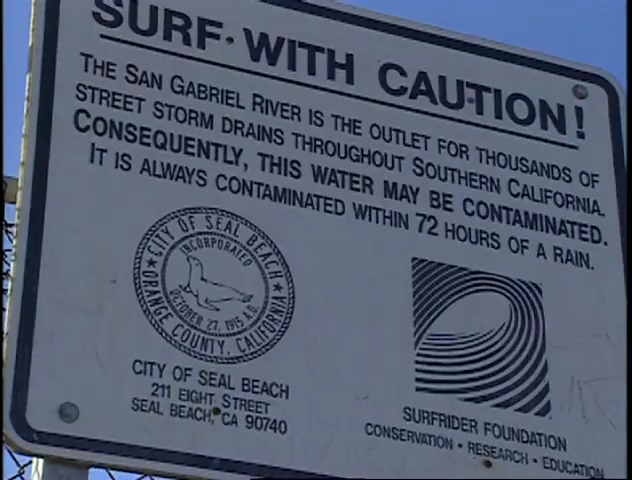 SURF WITH CAUTION!
THE SAN GABRIEL RIVER IS THE OUTLET FOR THOUSANDS OF
STREET STORM DRAINS THROUGHOUT SOUTHERN CALIFORNIA.
CONSEQUENTLY, THIS WATER MAY BE CONTAMINATED.
IT IS ALWAYS CONTAMINATED WITHIN 72 HOURS OF A RAIN.
CITY OF SEAL BEACH
INCORPORATED
OCTOBER 27, 1915 A.D.
ORANGE COUNTY, CALIFORNIA
CITY OF SEAL BEACH
211 EIGHT STREET
SEAL BEACH, CA 90740
SURFRIDER FOUNDATION
CONSERVATION • RESEARCH • EDUCATION